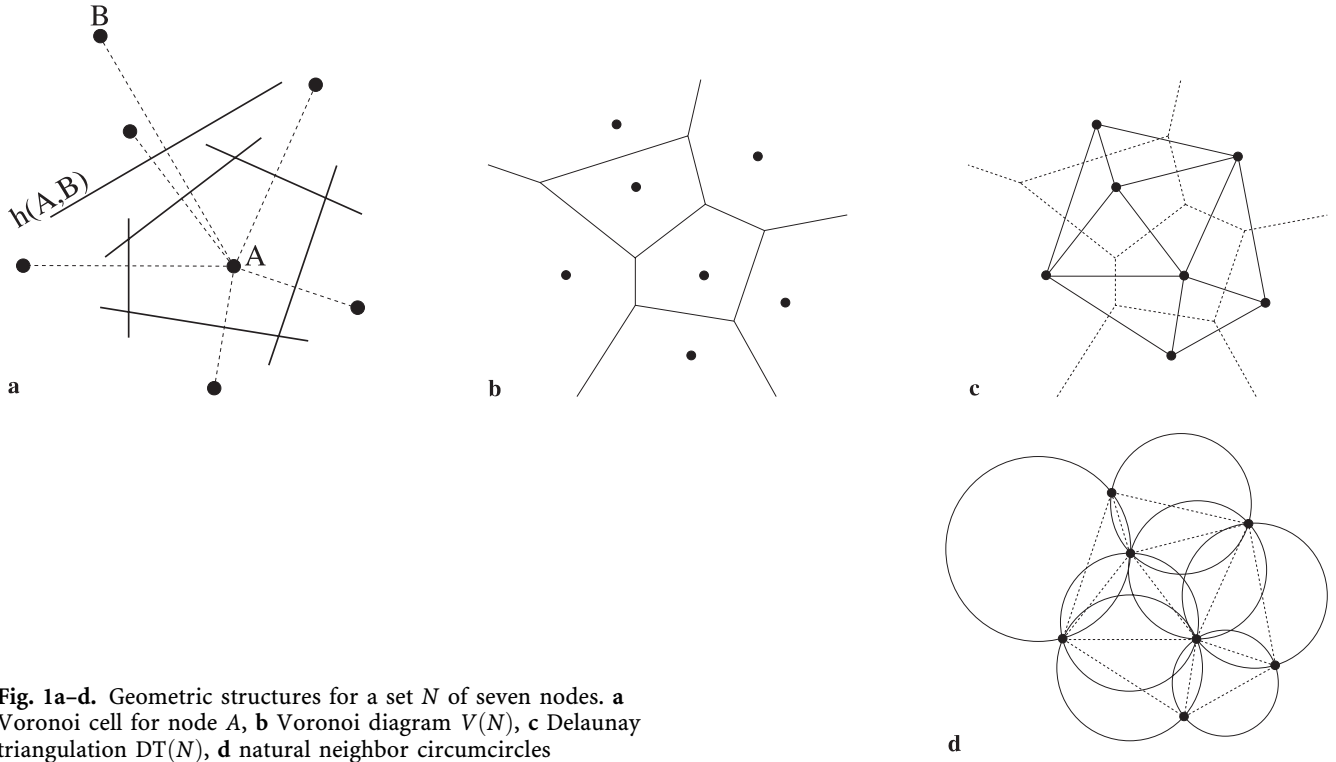 B
h(A,B)
A
a
b
c
d
Fig. 1a–d. Geometric structures for a set N of seven nodes. a
Voronoi cell for node A, b Voronoi diagram V(N), c Delaunay
triangulation DT(N), d natural neighbor circumcircles